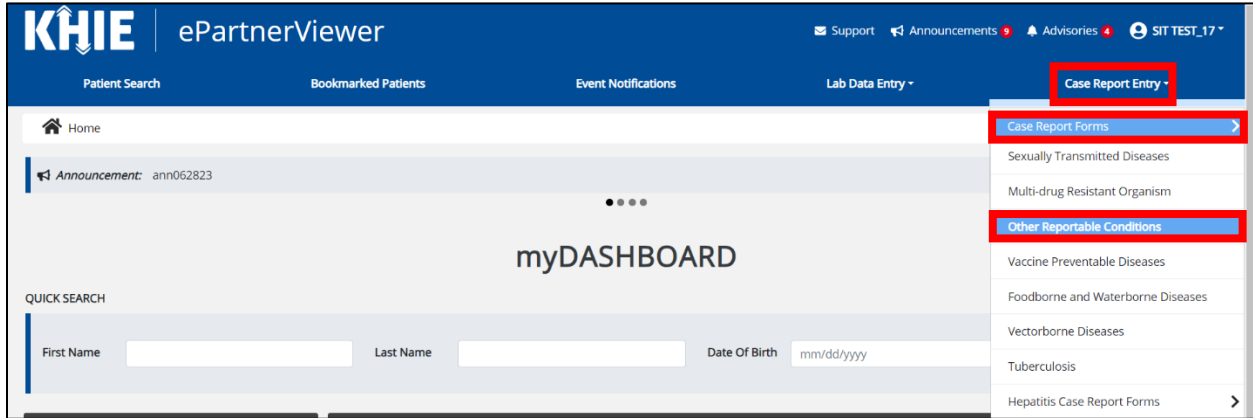 KHIE ePartnerViewer
Support Announcements 9 Advisories 4 SIT TEST_17
Patient Search Bookmarked Patients Event Notifications Lab Data Entry Case Report Entry
Home
Announcement: ann062823
myDASHBOARD
QUICK SEARCH
First Name Last Name Date Of Birth mm/dd/yyyy
Case Report Forms
Sexually Transmitted Diseases
Multi-drug Resistant Organism
Other Reportable Conditions
Vaccine Preventable Diseases
Foodborne and Waterborne Diseases
Vectorborne Diseases
Tuberculosis
Hepatitis Case Report Forms